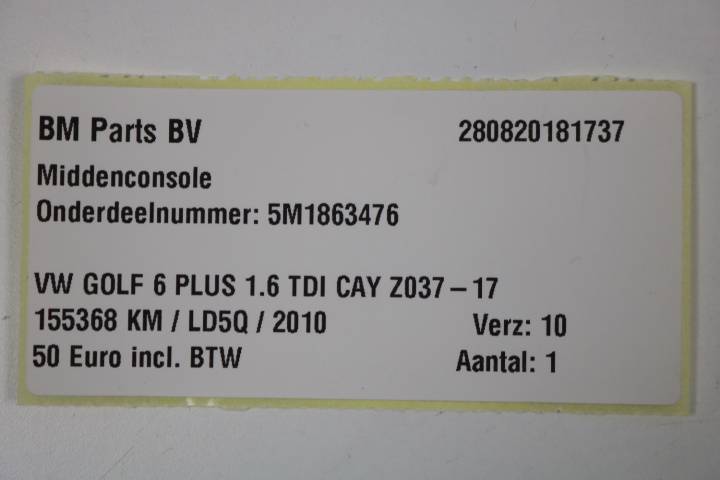 BM Parts BV 280820181737
Middenconsole
Onderdeelnummer: 5M1863476
VW GOLF 6 PLUS 1.6 TDI CAY Z037 – 17
155368 KM / LD5Q / 2010 Verz: 10
50 Euro incl. BTW Aantal: 1